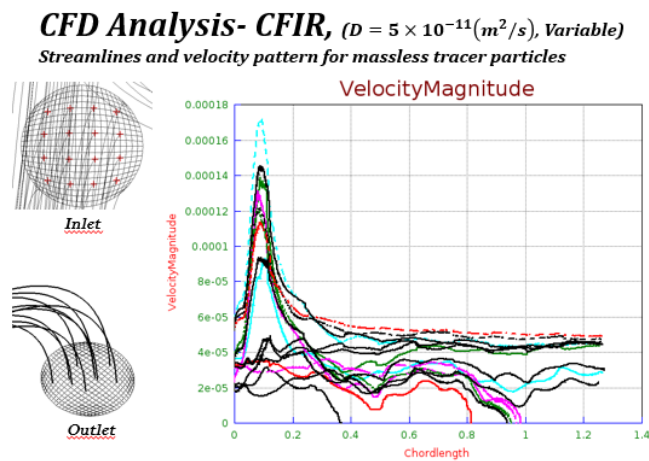 CFD Analysis- CFIR, (D = 5 × 10⁻¹¹(m²/s), Variable)
Streamlines and velocity pattern for massless tracer particles
VelocityMagnitude
Inlet
Outlet
VelocityMagnitude
0.00018
0.00016
0.00014
0.00012
0.0001
8e-05
6e-05
4e-05
2e-05
0
0 0.2 0.4 0.6 0.8 1 1.2 1.4
Chordlength